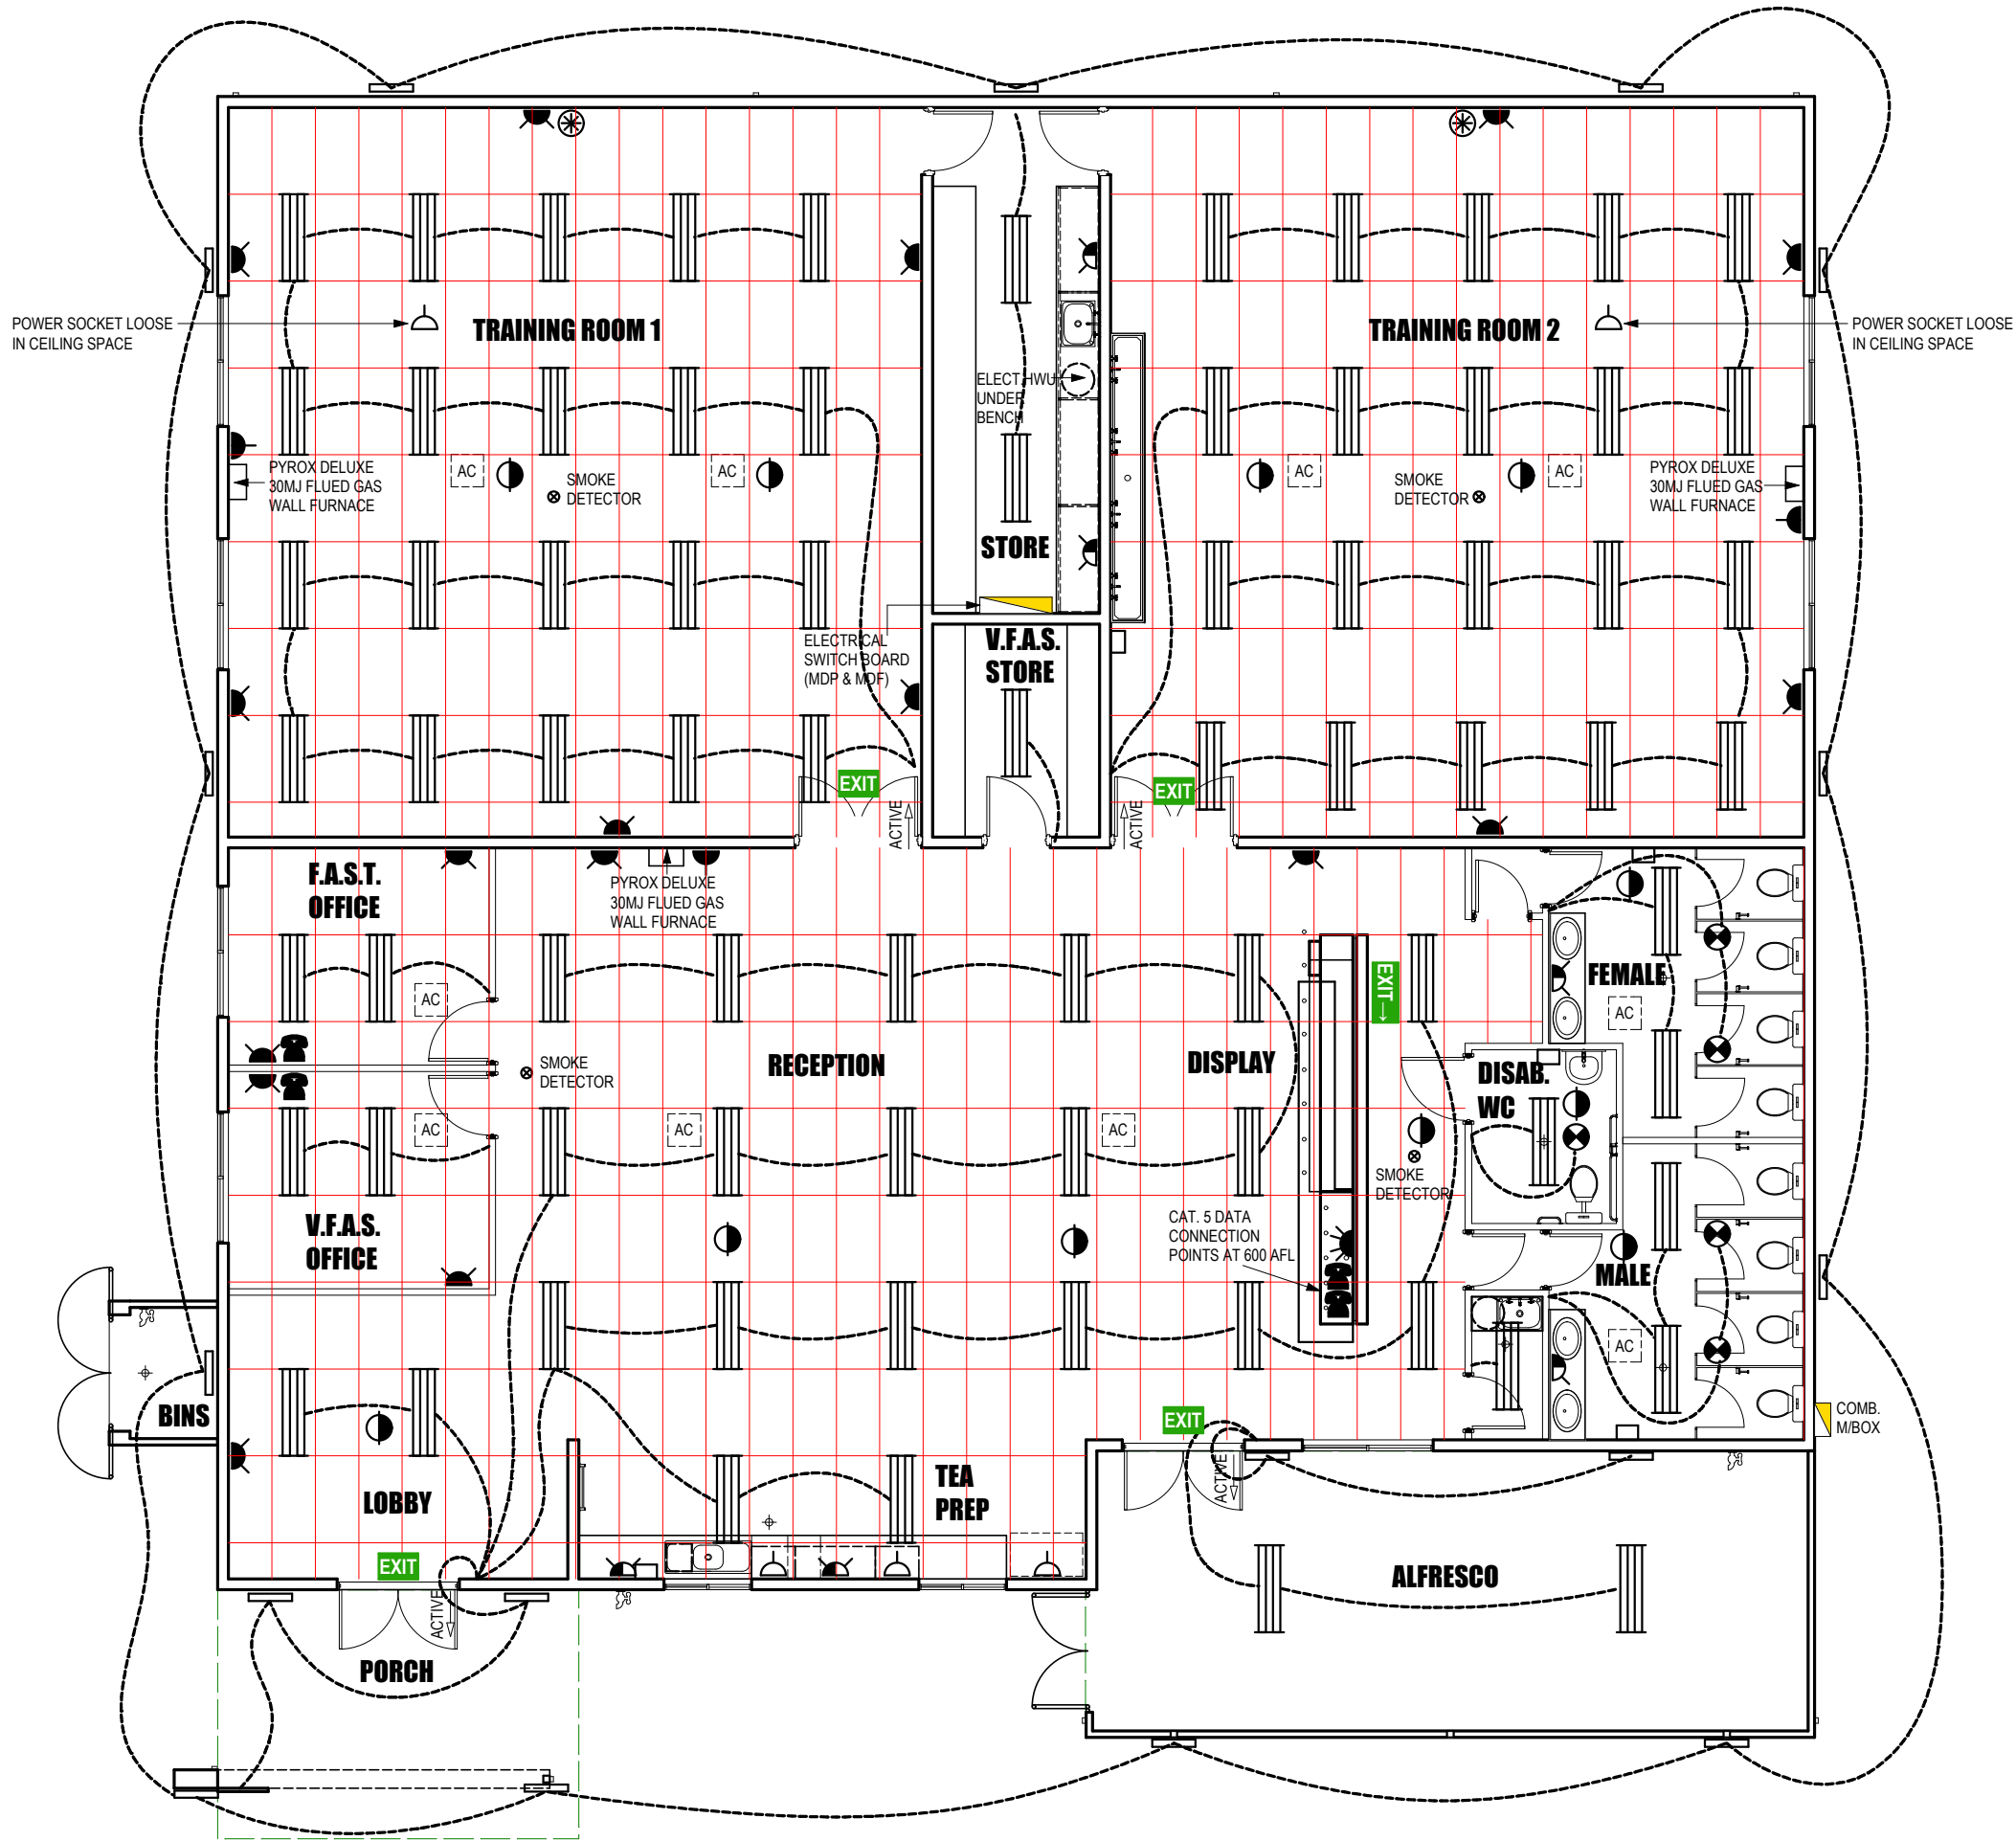 POWER SOCKET LOOSE
IN CEILING SPACE
TRAINING ROOM 1
TRAINING ROOM 2
POWER SOCKET LOOSE
IN CEILING SPACE
ELECT.HWU
UNDER
BENCH
PYROX DELUXE
30MJ FLUED GAS
WALL FURNACE
AC
SMOKE
DETECTOR
AC
AC
SMOKE
DETECTOR
AC
PYROX DELUXE
30MJ FLUED GAS
WALL FURNACE
STORE
ELECTRICAL
SWITCH BOARD
(MDP & MDF)
V.F.A.S.
STORE
EXIT
EXIT
ACTIVE
ACTIVE
F.A.S.T.
OFFICE
PYROX DELUXE
30MJ FLUED GAS
WALL FURNACE
AC
EXIT →
FEMALE
AC
SMOKE
DETECTOR
RECEPTION
DISPLAY
DISAB.
WC
AC
AC
AC
SMOKE
DETECTOR
V.F.A.S.
OFFICE
CAT. 5 DATA
CONNECTION
POINTS AT 600 AFL
MALE
AC
BINS
COMB.
M/BOX
EXIT
LOBBY
TEA
PREP
ACTIVE
EXIT
ALFRESCO
ACTIVE
PORCH